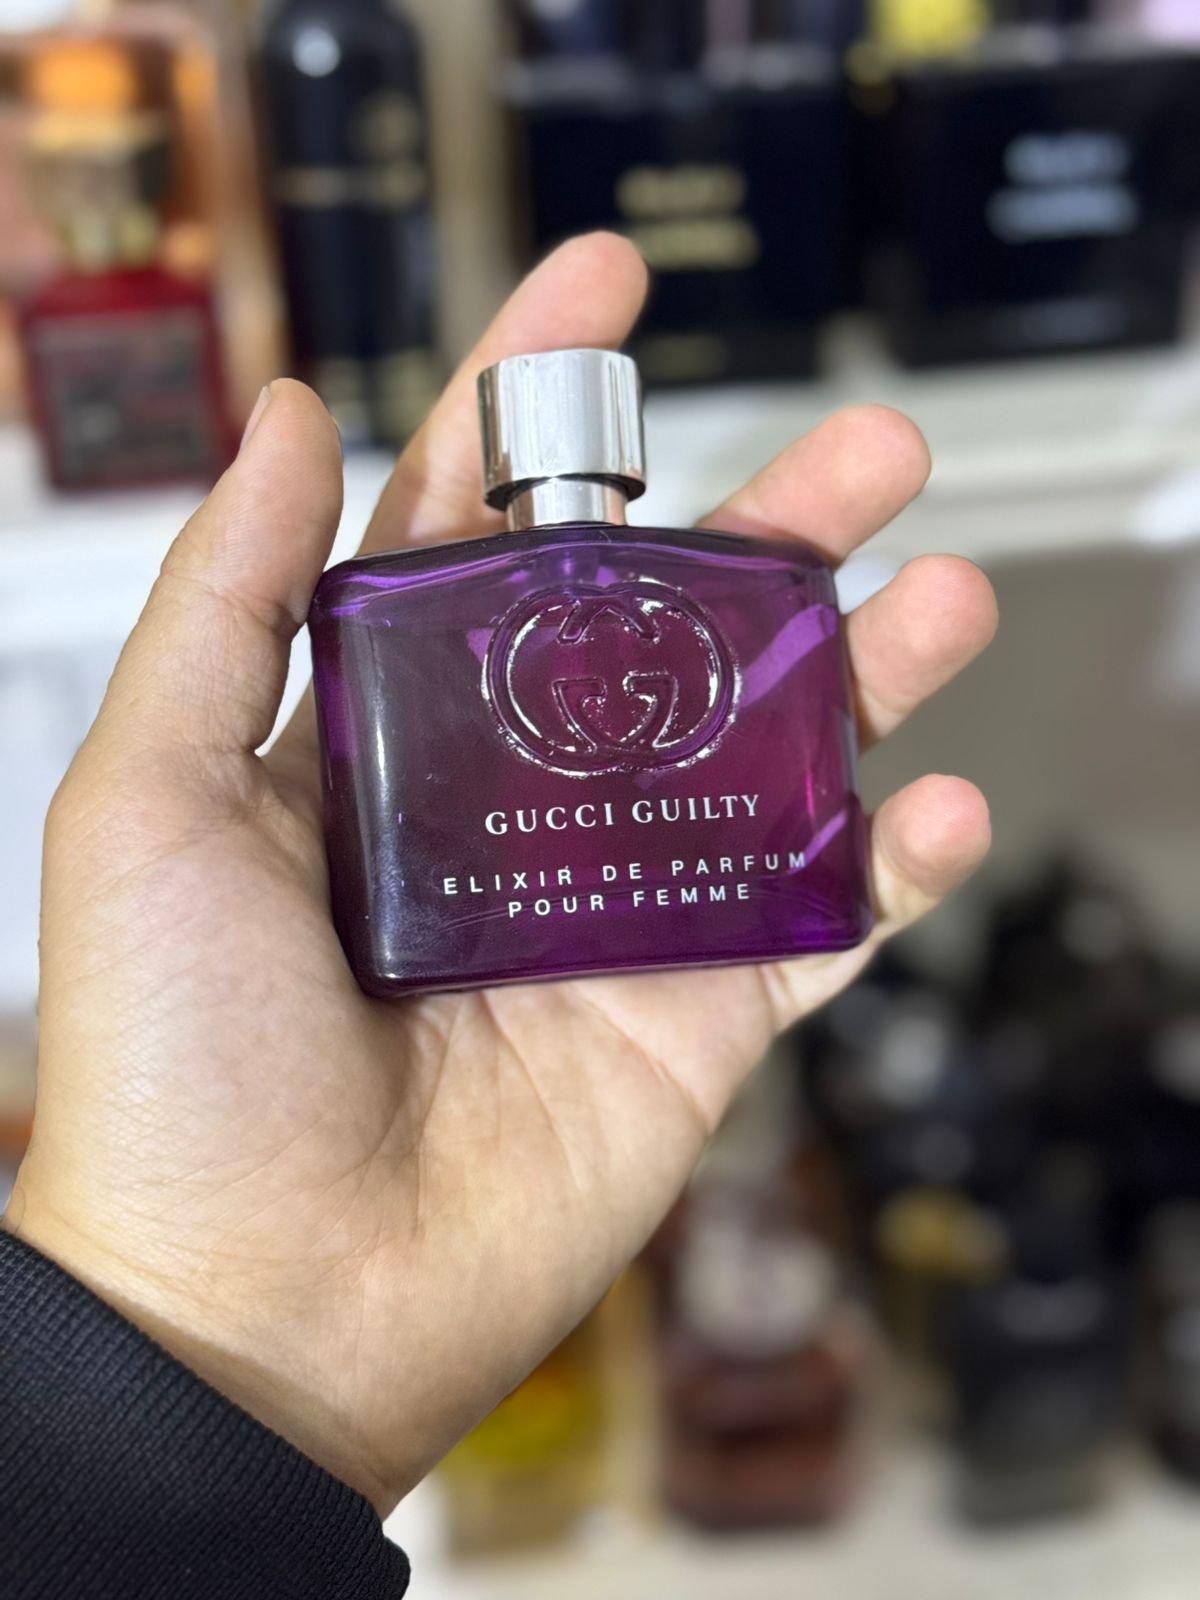 GUCCI GUILTY
ELIXIR DE PARFUM
POUR FEMME